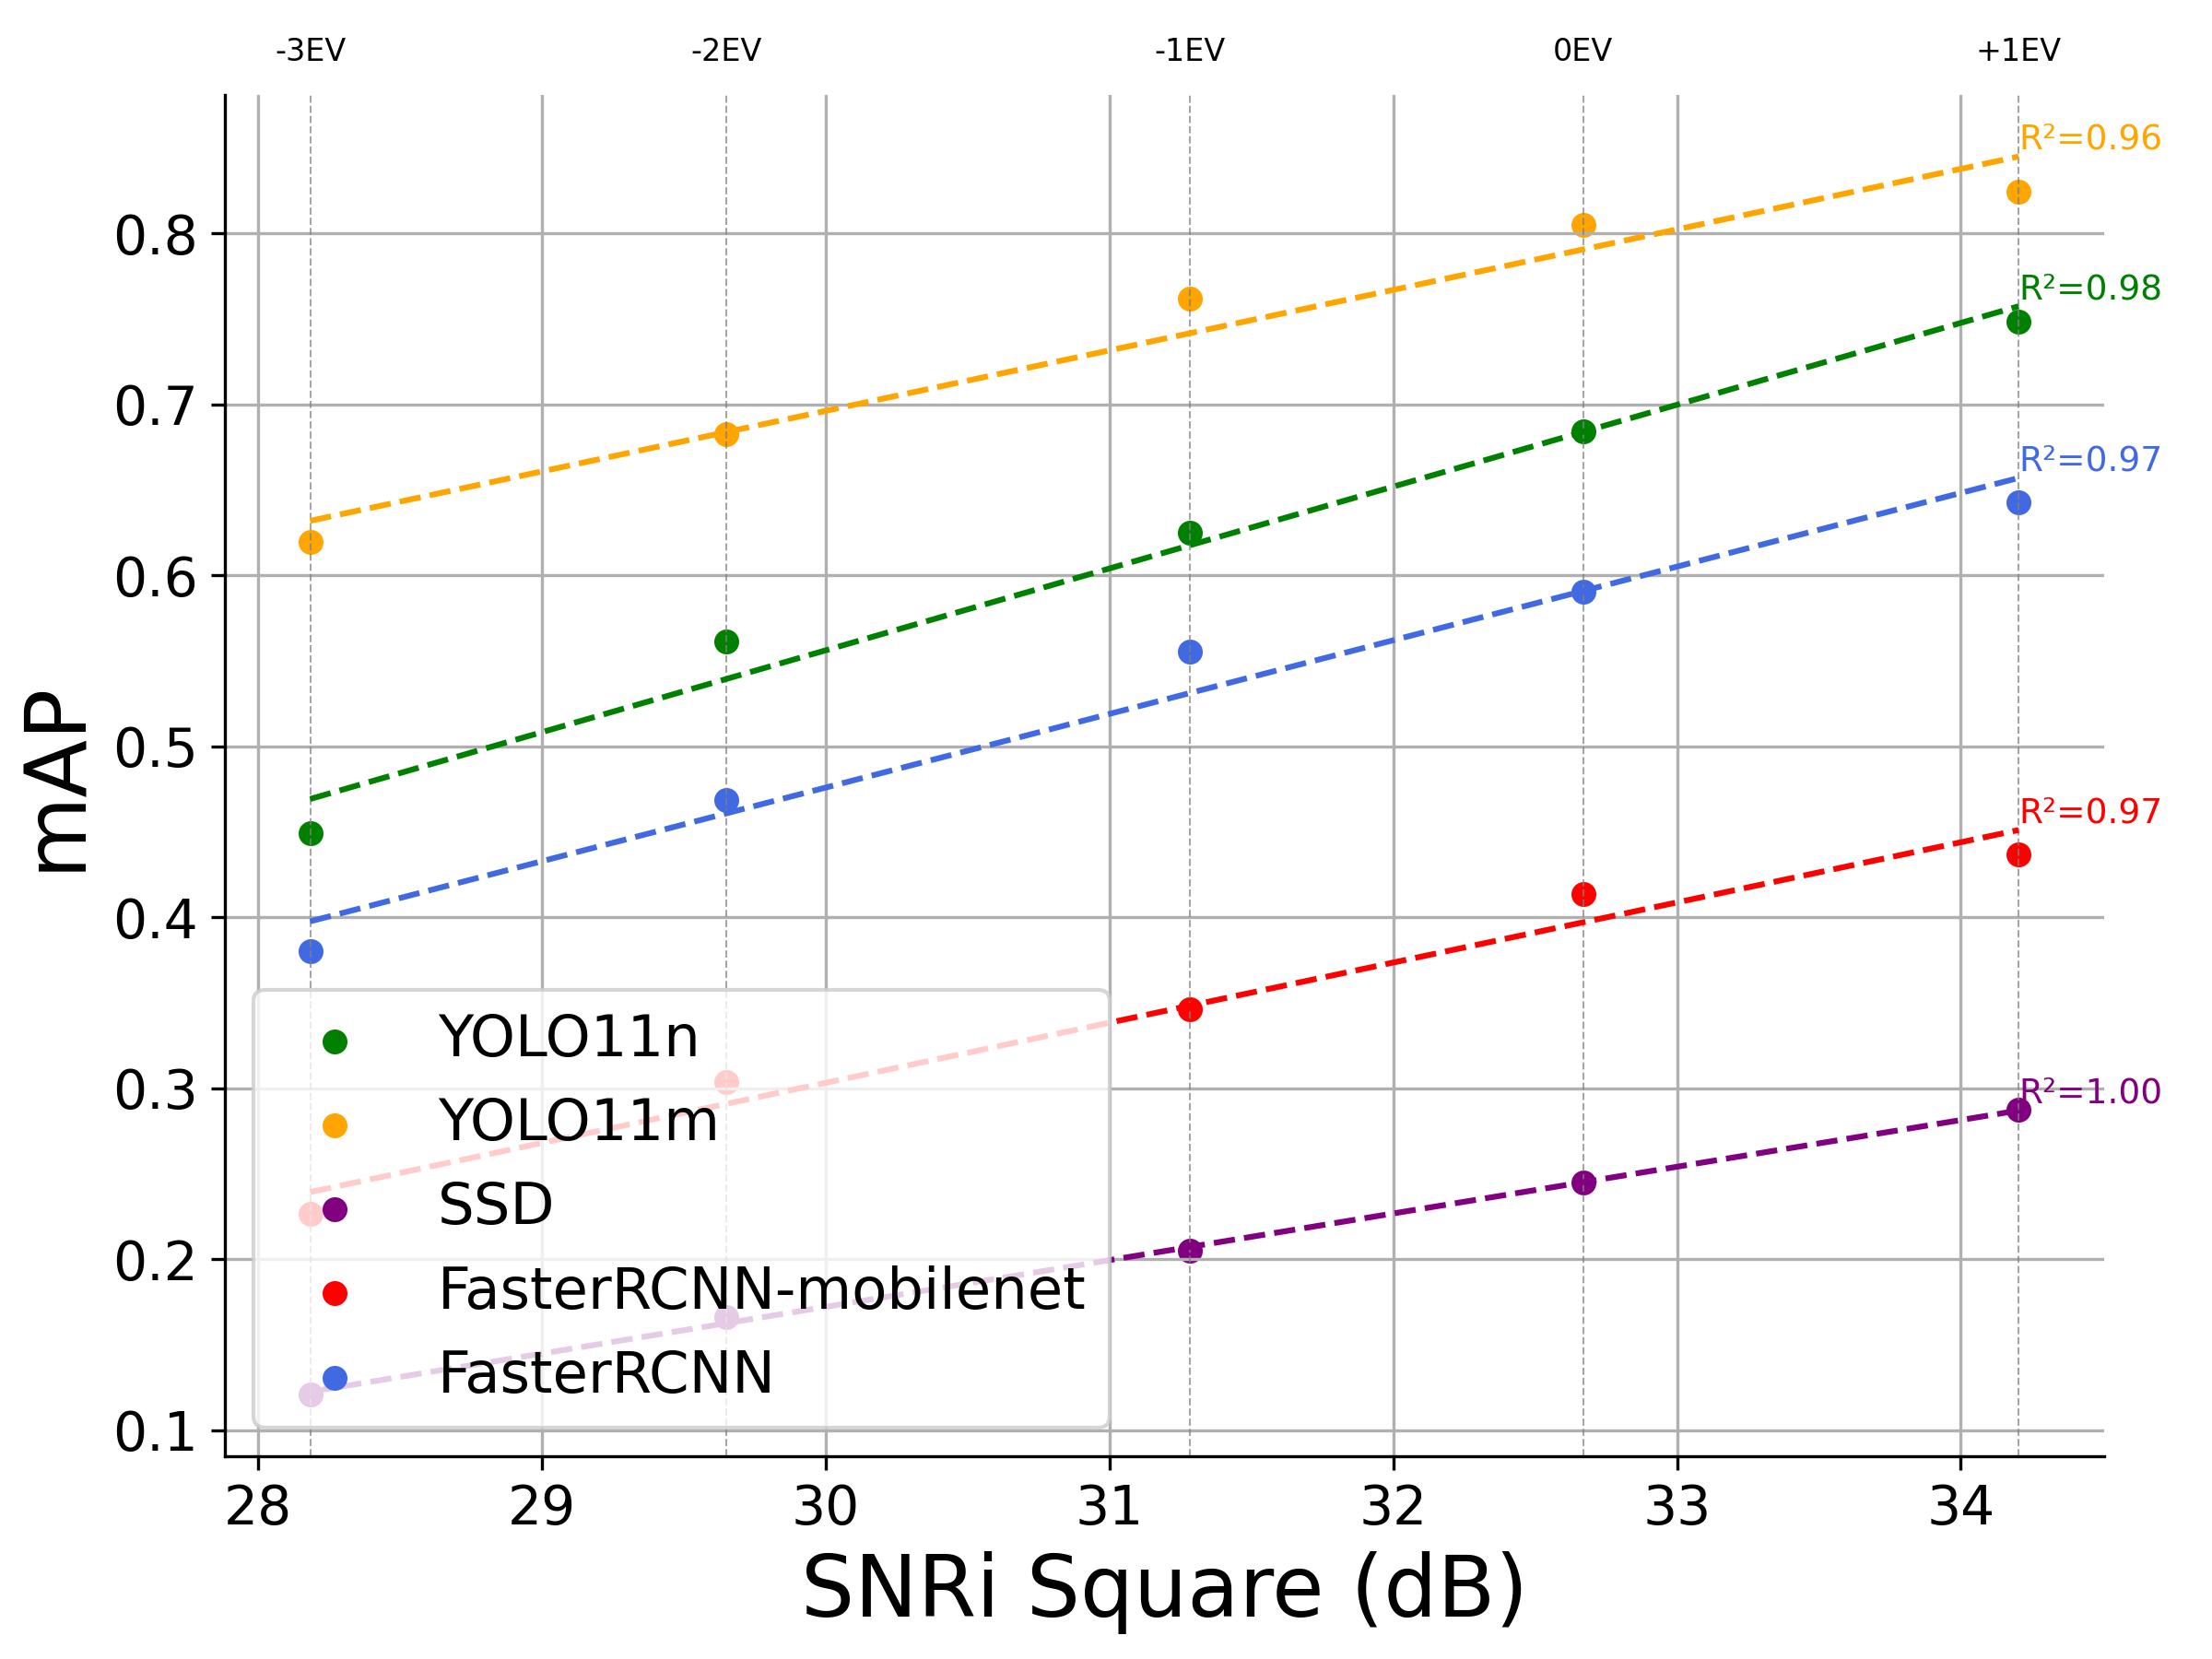 -3EV -2EV -1EV 0EV +1EV
R²=0.96
0.8
R²=0.98
0.7
R²=0.97
0.6
0.5
mAP
R²=0.97
0.4
YOLO11n
0.3
R²=1.00
YOLO11m
SSD
0.2
FasterRCNN-mobilenet
FasterRCNN
0.1
28 29 30 31 32 33 34
SNRi Square (dB)